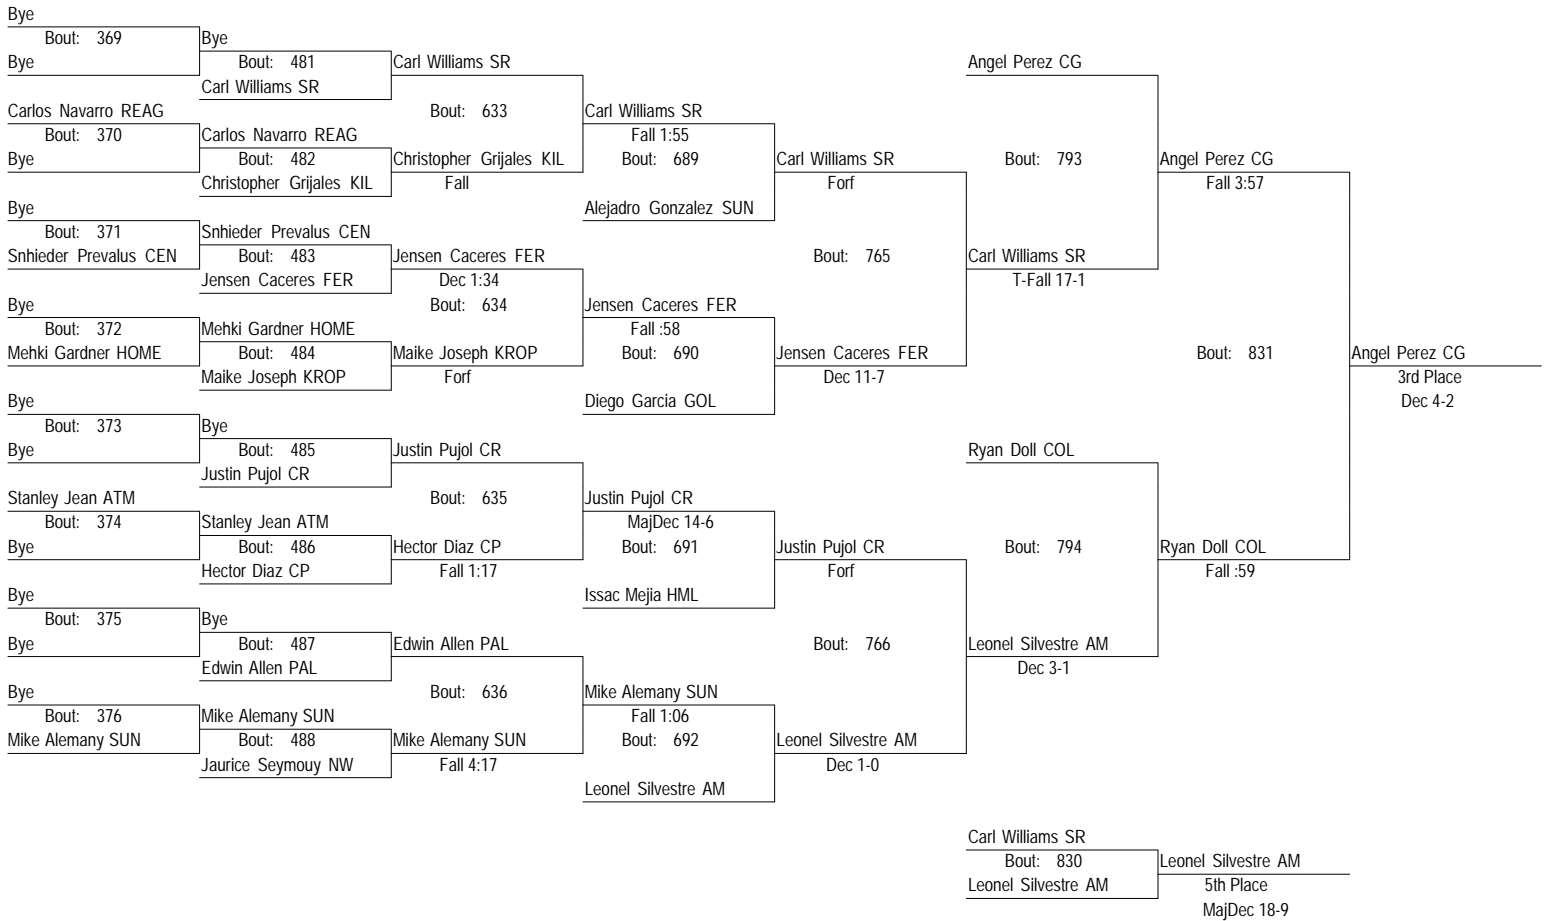 Bye
Bout: 369
Bye
Bye
Bout: 481
Carl Williams SR
Carl Williams SR
Carlos Navarro REAG
Bout: 370
Bye
Carlos Navarro REAG
Bout: 482
Christopher Grijales KIL
Bout: 633
Christopher Grijales KIL
Fall
Carl Williams SR
Fall 1:55
Bout: 689
Alejadro Gonzalez SUN
Carl Williams SR
Forf
Bye
Bout: 371
Snhieder Prevalus CEN
Snhieder Prevalus CEN
Bout: 483
Jensen Caceres FER
Jensen Caceres FER
Dec 1:34
Bout: 634
Bye
Bout: 372
Mehki Gardner HOME
Mehki Gardner HOME
Bout: 484
Maike Joseph KROP
Maike Joseph KROP
Forf
Jensen Caceres FER
Fall :58
Bout: 690
Diego Garcia GOL
Jensen Caceres FER
Dec 11-7
Bout: 765
Carl Williams SR
T-Fall 17-1
Angel Perez CG
Bout: 793
Angel Perez CG
Fall 3:57
Bye
Bout: 373
Bye
Bye
Bout: 485
Justin Pujol CR
Justin Pujol CR
Bout: 635
Stanley Jean ATM
Bout: 374
Bye
Stanley Jean ATM
Bout: 486
Hector Diaz CP
Hector Diaz CP
Fall 1:17
Justin Pujol CR
MajDec 14-6
Bout: 691
Issac Mejia HML
Justin Pujol CR
Forf
Bye
Bout: 375
Bye
Bye
Bout: 487
Edwin Allen PAL
Edwin Allen PAL
Bout: 636
Bye
Bout: 376
Mike Alemany SUN
Mike Alemany SUN
Bout: 488
Jaurice Seymouy NW
Mike Alemany SUN
Fall 4:17
Mike Alemany SUN
Fall 1:06
Bout: 692
Leonel Silvestre AM
Leonel Silvestre AM
Dec 1-0
Bout: 766
Leonel Silvestre AM
Dec 3-1
Ryan Doll COL
Bout: 794
Ryan Doll COL
Fall :59
Bout: 831
Angel Perez CG
3rd Place
Dec 4-2
Carl Williams SR
Bout: 830
Leonel Silvestre AM
Leonel Silvestre AM
5th Place
MajDec 18-9